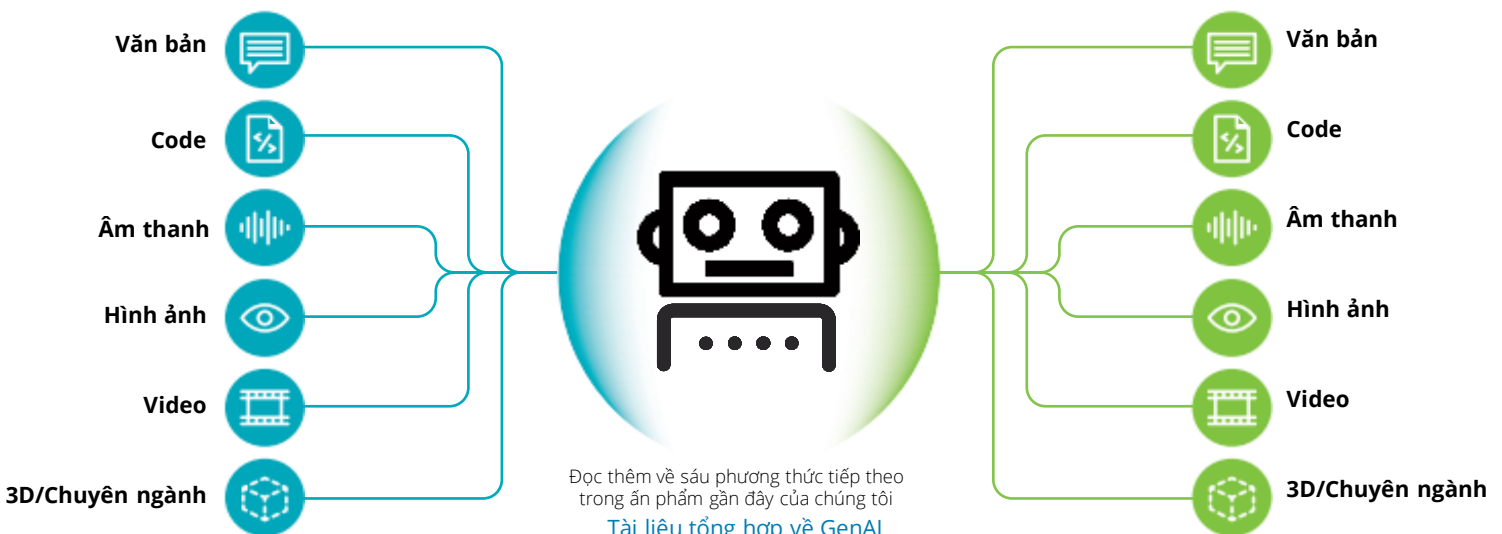 Văn bản
Code
Âm thanh
Hình ảnh
Video
3D/Chuyên ngành
Đọc thêm về sáu phương thức tiếp theo
trong ấn phẩm gần đây của chúng tôi
Tài liệu tổng hợp về GenAI
Văn bản
Code
Âm thanh
Hình ảnh
Video
3D/Chuyên ngành